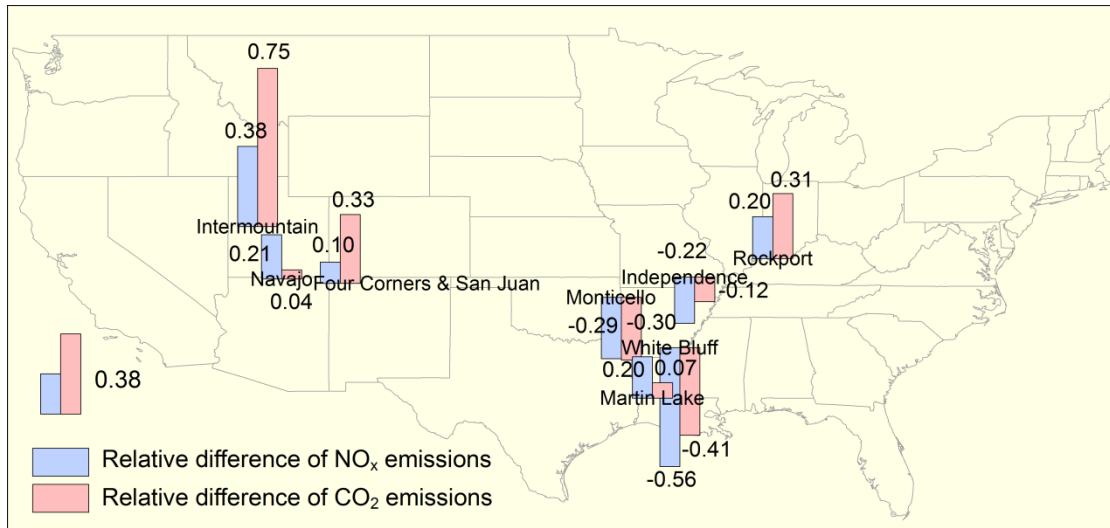 0.75
0.38
Intermountain
0.33
0.21
0.10
Navajo
Four Corners & San Juan
0.04
0.31
0.20
Rockport
-0.22
Independence
-0.12
Monticello
-0.29
-0.30
White Bluff
0.20
0.07
Martin Lake
-0.41
-0.56
0.38
Relative difference of NOₓ emissions
Relative difference of CO₂ emissions